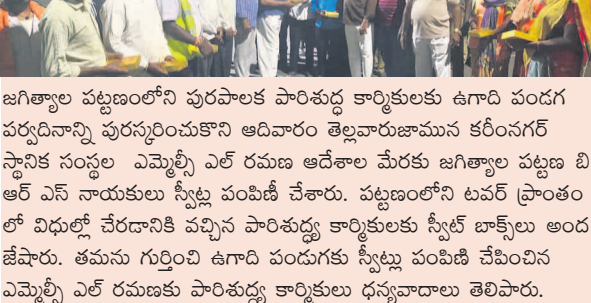 జగిత్యాల పట్టణంలోని పురపాలక పారిశుద్ధ కార్మికులకు ఉగాది పండగ
పర్వదినాన్ని పురస్కరించుకొని ఆదివారం తెల్లవారుజామున కరీంనగర్
స్థానిక సంస్థల ఎమ్మెల్సీ ఎల్ రమణ ఆదేశాల మేరకు జగిత్యాల పట్టణ బి
ఆర్ ఎస్ నాయకులు స్వీట్ల పంపిణీ చేశారు. పట్టణంలోని టవర్ ప్రాంతం
లో విధుల్లో చేరడానికి వచ్చిన పారిశుద్ధ్య కార్మికులకు స్వీట్ బాక్స్‌లు అంద
జేషారు. తమను గుర్తించి ఉగాది పండుగకు స్వీట్లు పంపిణి చేపించిన
ఎమ్మెల్సీ ఎల్ రమణకు పారిశుద్య కార్మికులు ధన్యవాదాలు తెలిపారు.